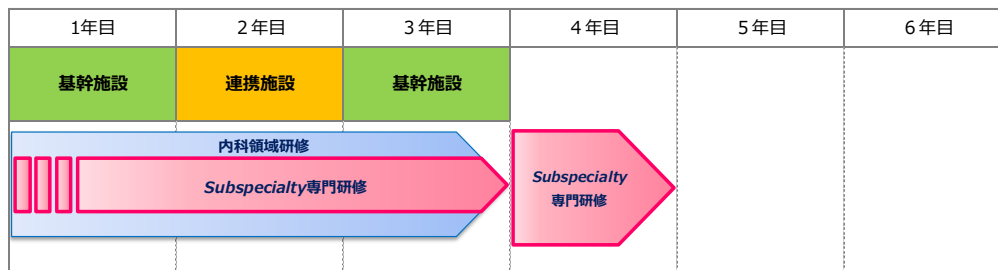 1年目 2年目 3年目 4年目 5年目 6年目
基幹施設 連携施設 基幹施設
内科領域研修
Subspecialty専門研修
Subspecialty
専門研修